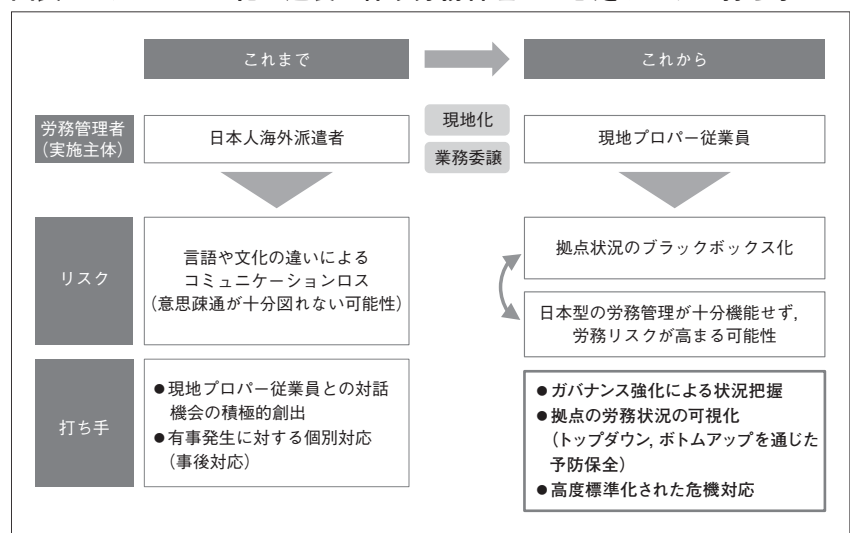 これまで
これから
労務管理者
(実施主体)
日本人海外派遣者
現地化
業務委譲
現地プロパー従業員
リスク
言語や文化の違いによる
コミュニケーションロス
(意思疎通が十分図れない可能性)
拠点状況のブラックボックス化
日本型の労務管理が十分機能せず,
労務リスクが高まる可能性
打ち手
●現地プロパー従業員との対話
機会の積極的創出
●有事発生に対する個別対応
(事後対応)
●ガバナンス強化による状況把握
●拠点の労務状況の可視化
(トップダウン, ボトムアップを通じた
予防保全)
●高度標準化された危機対応